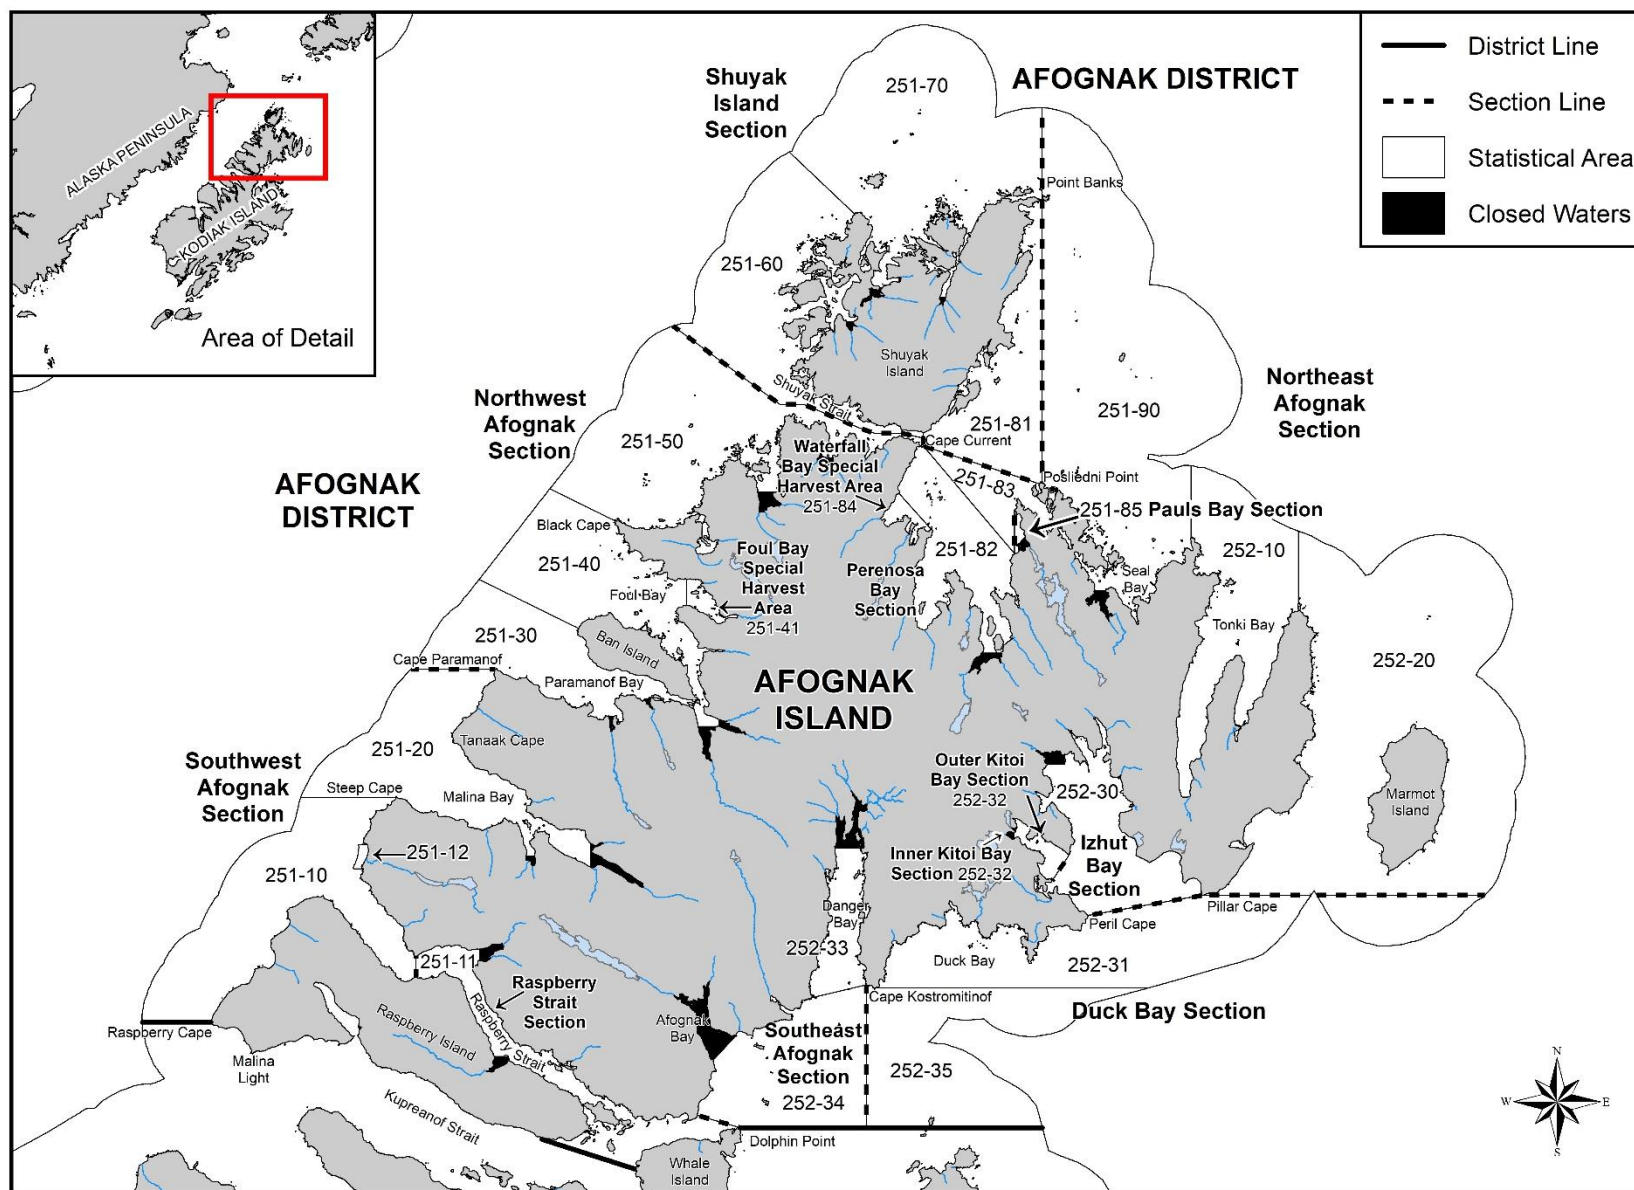 ALASKA PENINSULA
KODIAK ISLAND
Area of Detail
District Line
Section Line
Statistical Area
Closed Waters
AFOGNAK DISTRICT
Shuyak
Island
Section
251-70
Point Banks
251-60
Shuyak
Island
Shuyak Strait
Cape Current
251-81
251-90
Northeast
Afognak
Section
Northwest
Afognak
Section
251-50
Waterfall
Bay Special
Harvest Area
251-84
251-83
Posliedni Point
251-85 Pauls Bay Section
AFOGNAK
DISTRICT
Black Cape
251-40
Foul Bay
Foul Bay
Special
Harvest
Area
251-41
251-82
Perenosa
Bay
Section
Seal
Bay
252-10
Tonki Bay
252-20
251-30
Ban Island
Cape Paramanof
Paramanof Bay
AFOGNAK
ISLAND
251-20
Tanaak Cape
Southwest
Afognak
Section
Steep Cape
Malina Bay
Outer Kitoi
Bay Section
252-32
252-30
Marmot
Island
251-12
251-10
Inner Kitoi Bay
Section 252-32
Izhut
Bay
Section
Danger
Bay
Pillar Cape
Peril Cape
252-33
Duck Bay
252-31
251-11
Raspberry
Strait
Section
Cape Kostromitinof
Duck Bay Section
Raspberry Cape
Raspberry Island
Raspberry Strait
Afognak
Bay
Southeast
Afognak
Section
252-34
252-35
Malina
Light
Kupreanof Strait
Dolphin Point
Whale
Island
N
W
E
S